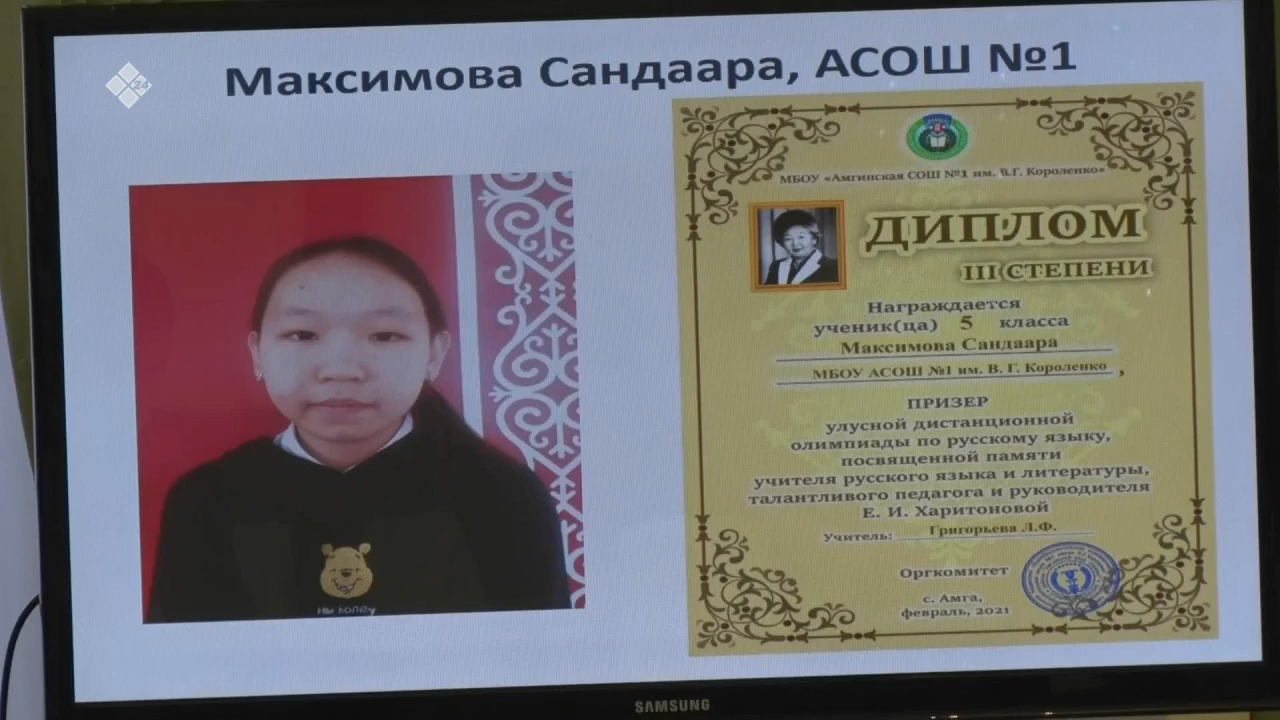 24
Максимова Сандаара, АСОШ №1
МБОУ «Амгинская СОШ №1 им. В.Г. Короленко»
ДИПЛОМ
III СТЕПЕНИ
Награждается
ученик(ца) 5 класса
Максимова Сандаара
МБОУ АСОШ №1 им. В. Г. Короленко ,
ПРИЗЕР
улусной дистанционной
олимпиады по русскому языку,
посвященной памяти
учителя русского языка и литературы,
талантливого педагога и руководителя
Е. И. Харитоновой
Учитель: Григорьева Л.Ф.
Оргкомитет
с. Амга,
февраль, 2021
SAMSUNG